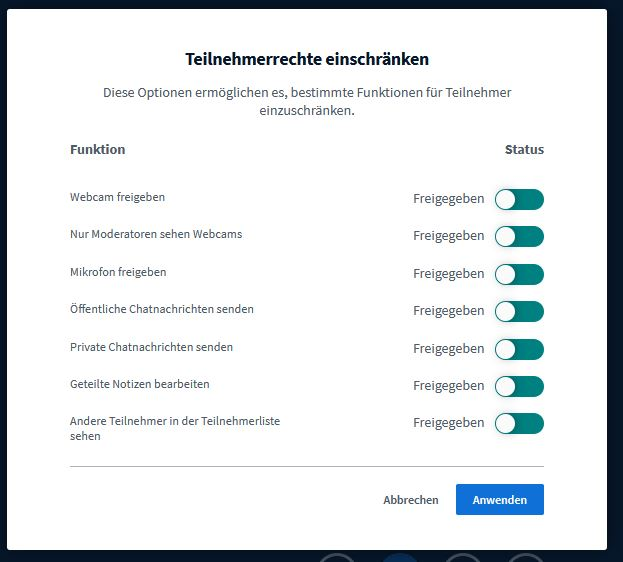 Teilnehmerrechte einschränken
Diese Optionen ermöglichen es, bestimmte Funktionen für Teilnehmer
einzuschränken.
Funktion Status
Webcam freigeben Freigegeben
Nur Moderatoren sehen Webcams Freigegeben
Mikrofon freigeben Freigegeben
Öffentliche Chatnachrichten senden Freigegeben
Private Chatnachrichten senden Freigegeben
Geteilte Notizen bearbeiten Freigegeben
Andere Teilnehmer in der Teilnehmerliste Freigegeben
sehen
Abbrechen Anwenden